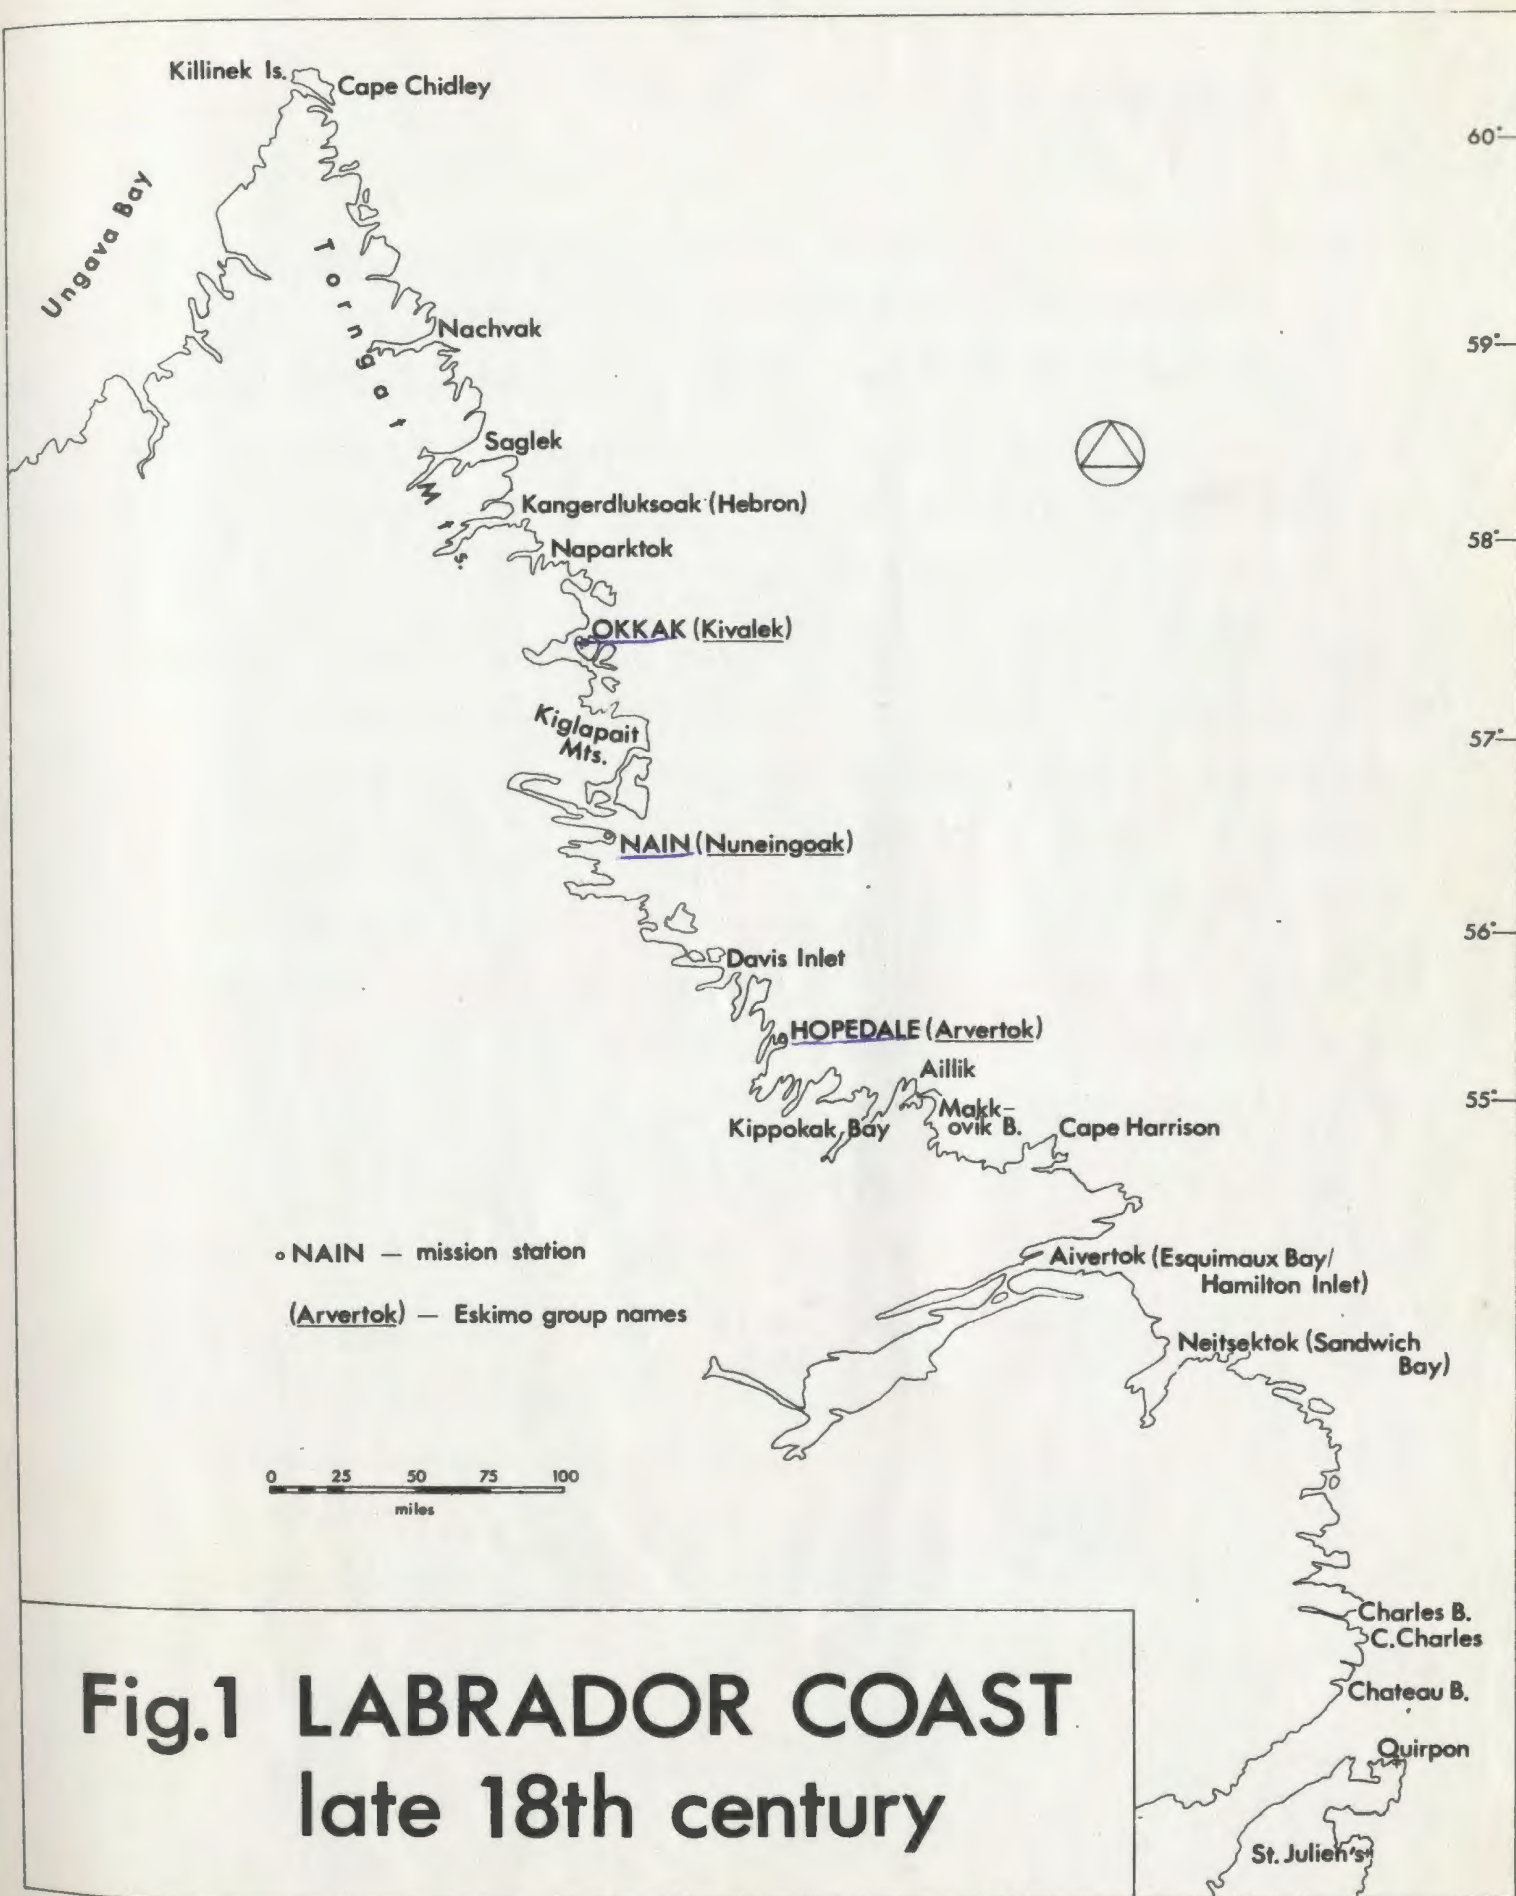 Killinek Is.
Cape Chidley
60°
Ungava Bay
Torngat Mts.
Nachvak
59°
Saglek
Kangerdluksoak (Hebron)
58°
Naparktok
OKKAK (Kivalek)
Kiglapait
Mts.
57°
NAIN (Nuneingoak)
56°
Davis Inlet
HOPEDALE (Arvertok)
Aillik
55°
Makk-
ovik B.
Kippokak Bay
Cape Harrison
o NAIN — mission station
(Arvertok) — Eskimo group names
Aivertok (Esquimaux Bay/
Hamilton Inlet)
Neitsektok (Sandwich
Bay)
0 25 50 75 100
miles
Charles B.
C. Charles
Chateau B.
Quirpon
St. Julien's
Fig.1 LABRADOR COAST
late 18th century